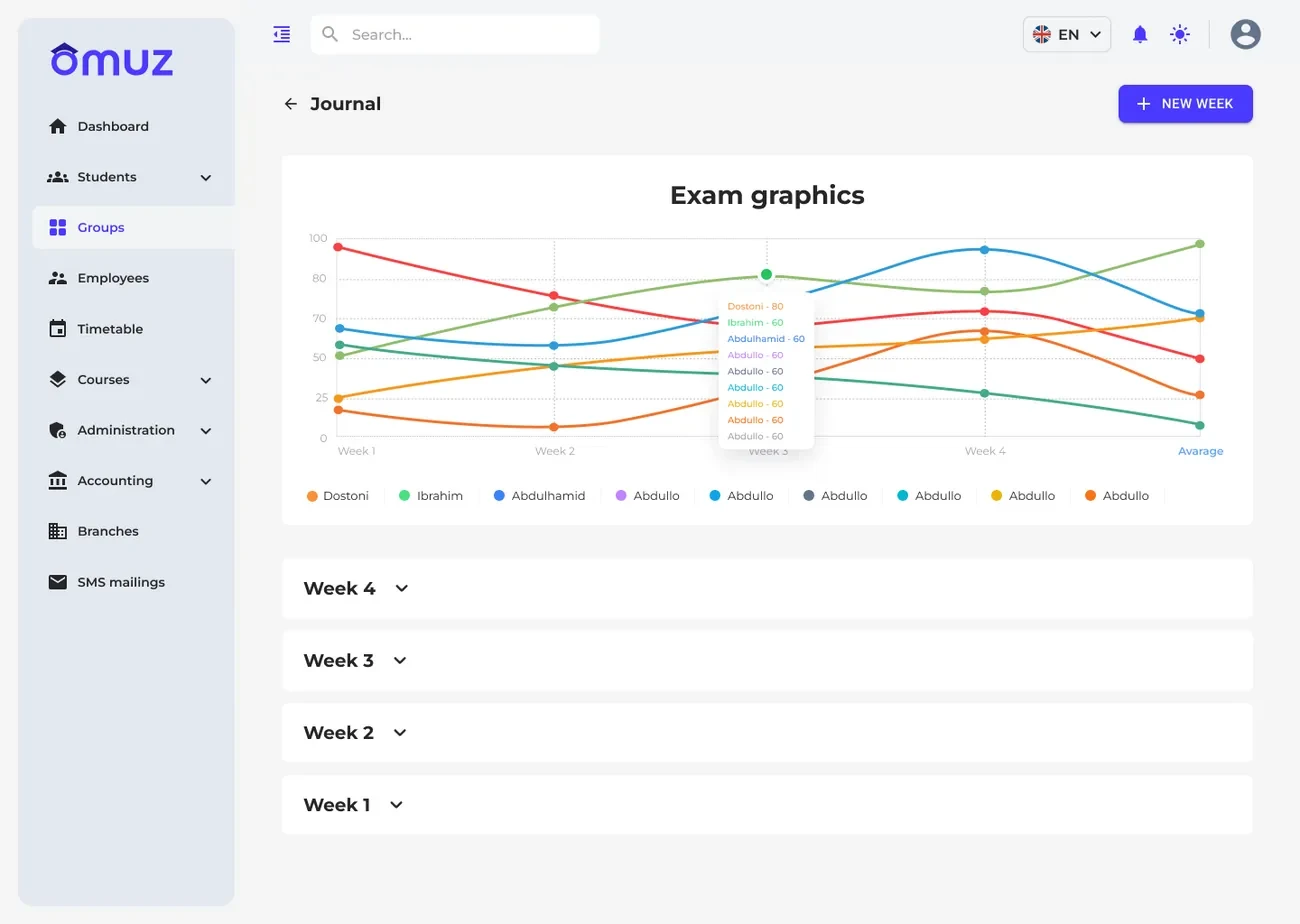 ômuz
Search...
EN
Dashboard
Students
Groups
Employees
Timetable
Courses
Administration
Accounting
Branches
SMS mailings
Journal
NEW WEEK
Exam graphics
100
80
70
50
25
0
Dostoni - 80
Ibrahim - 60
Abdulhamid - 60
Abdullo - 60
Abdullo - 60
Abdullo - 60
Abdullo - 60
Abdullo - 60
Abdullo - 60
Week 1 Week 2 Week 3 Week 4 Avarage
Dostoni Ibrahim Abdulhamid Abdullo Abdullo Abdullo Abdullo Abdullo Abdullo
Week 4
Week 3
Week 2
Week 1